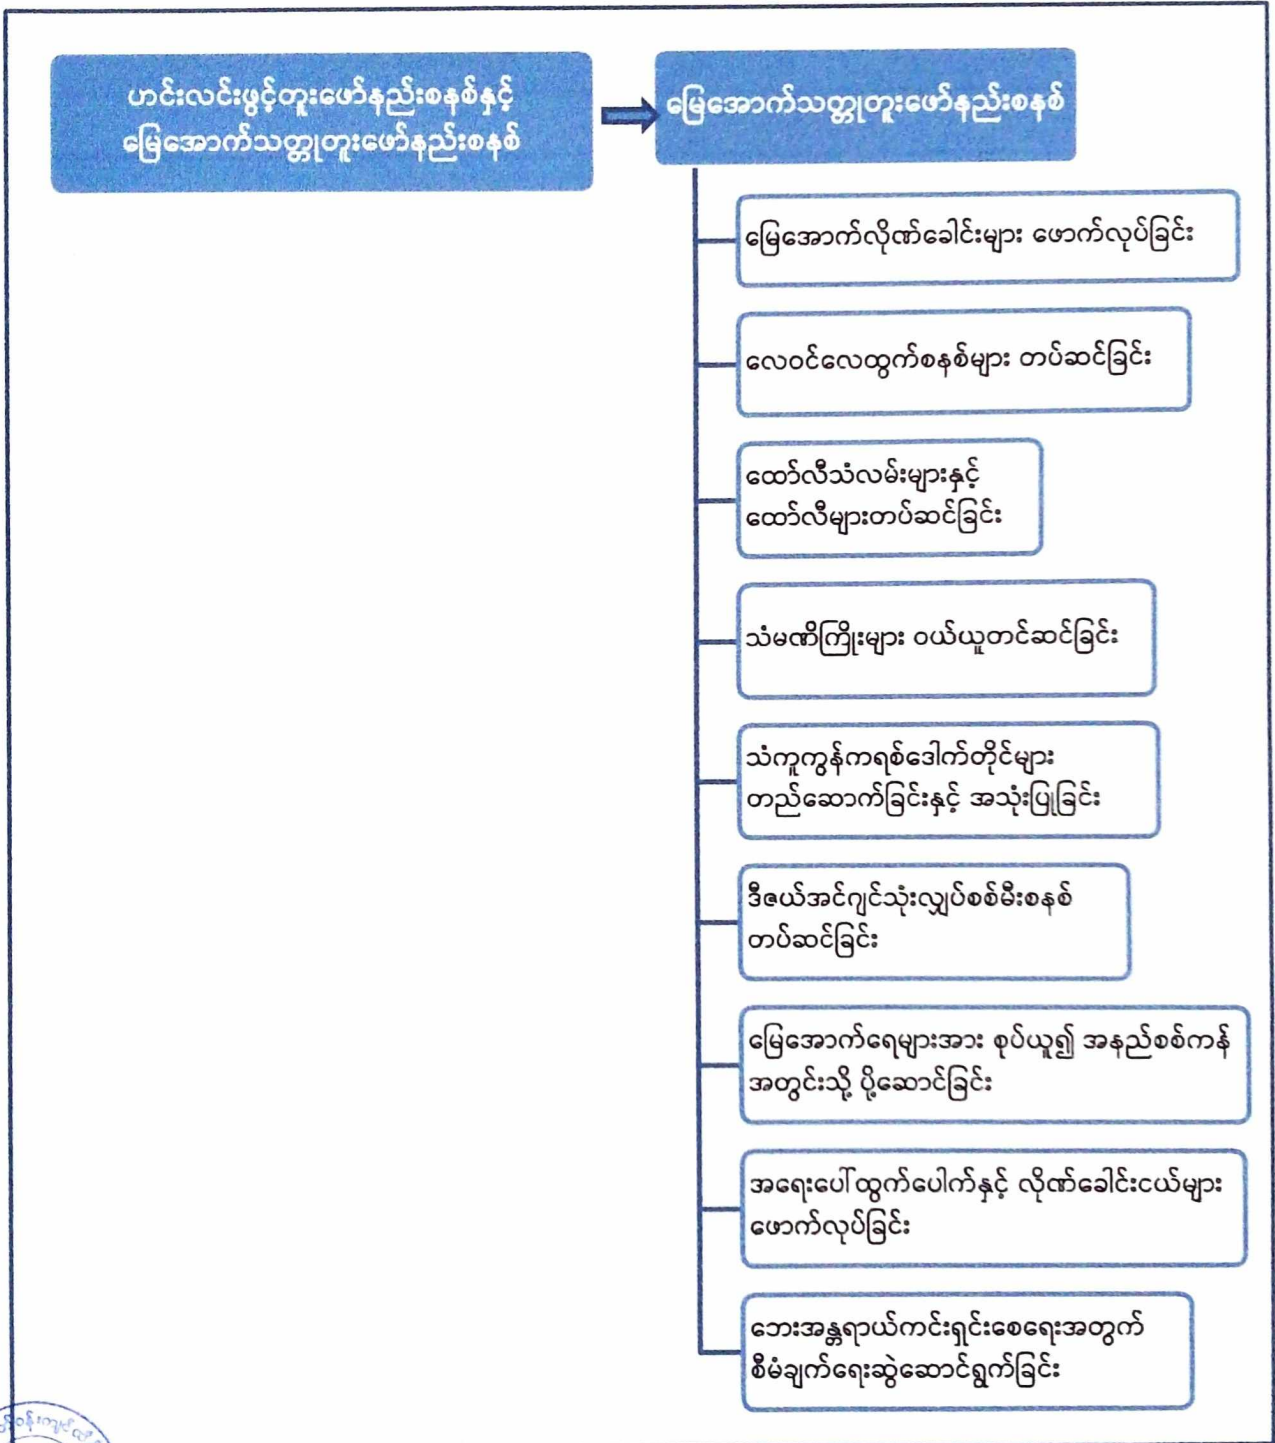 ဟင်းလင်းဖွင့်တူးဖော်နည်းစနစ်နှင့်
မြေအောက်သတ္တုတူးဖော်နည်းစနစ်
မြေအောက်သတ္တုတူးဖော်နည်းစနစ်
မြေအောက်လိုဏ်ခေါင်းများ ဖောက်လုပ်ခြင်း
လေဝင်လေထွက်စနစ်များ တပ်ဆင်ခြင်း
ထော်လီသံလမ်းများနှင့်
ထော်လီများတပ်ဆင်ခြင်း
သံမဏိကြိုးများ ဝယ်ယူတင်ဆင်ခြင်း
သံကူကွန်ကရစ်ဒေါက်တိုင်များ
တည်ဆောက်ခြင်းနှင့် အသုံးပြုခြင်း
ဒီဇယ်အင်ဂျင်သုံးလျှပ်စစ်မီးစနစ်
တပ်ဆင်ခြင်း
မြေအောက်ရေများအား စုပ်ယူ၍ အနည်စစ်ကန်
အတွင်းသို့ ပို့ဆောင်ခြင်း
အရေးပေါ်ထွက်ပေါက်နှင့် လိုဏ်ခေါင်းငယ်များ
ဖောက်လုပ်ခြင်း
ဘေးအန္တရာယ်ကင်းရှင်းစေရေးအတွက်
စီမံချက်ရေးဆွဲဆောင်ရွက်ခြင်း